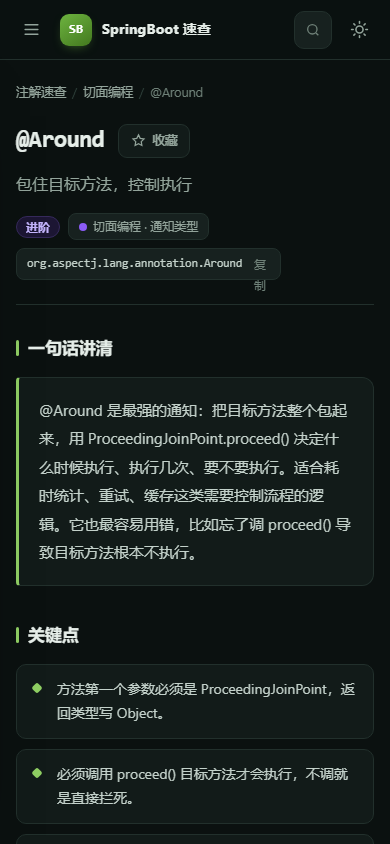 SB SpringBoot 速查
注解速查 / 切面编程 / @Around
@Around 收藏
包住目标方法，控制执行
进阶 切面编程 · 通知类型
org.aspectj.lang.annotation.Around 复
制
一句话讲清
@Around 是最强的通知：把目标方法整个包起
来，用 ProceedingJoinPoint.proceed() 决定什
么时候执行、执行几次、要不要执行。适合耗
时统计、重试、缓存这类需要控制流程的逻
辑。它也最容易用错，比如忘了调 proceed() 导
致目标方法根本不执行。
关键点
方法第一个参数必须是 ProceedingJoinPoint，返
回类型写 Object。
必须调用 proceed() 目标方法才会执行，不调就
是直接拦死。